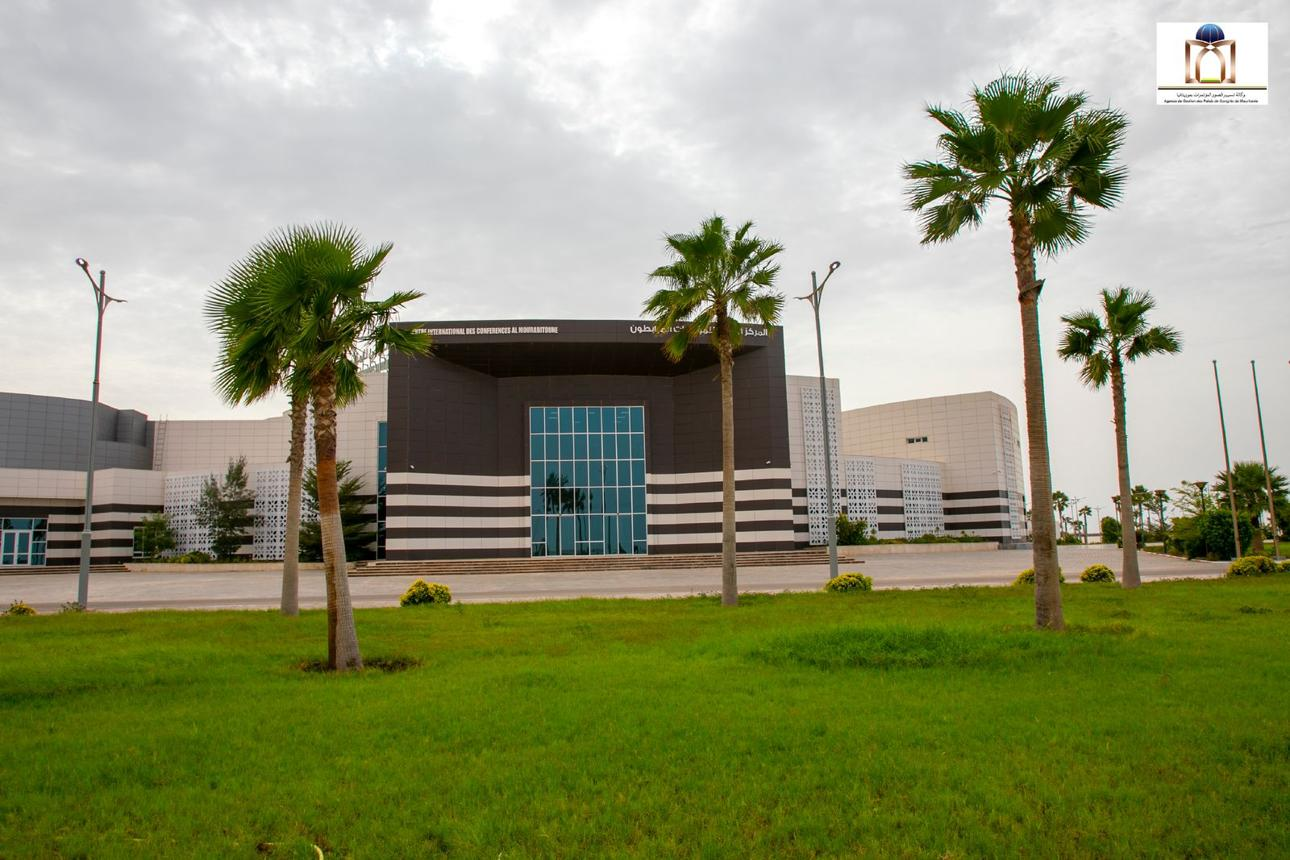 وكالة تسيير قصور المؤتمرات بموريتانيا
Agence de Gestion des Palais de Congrès de Mauritanie
INTERNATIONAL DES CONFERENCES AL MOURABITOUNE